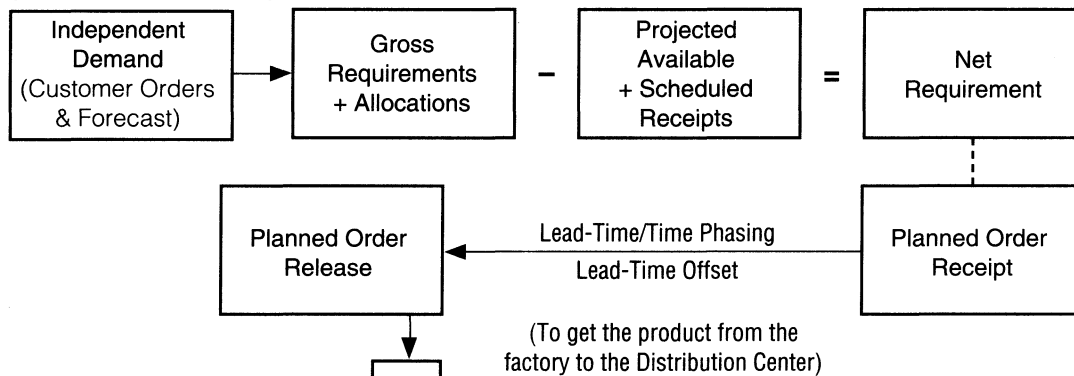 Independent
Demand
(Customer Orders
& Forecast)
Gross
Requirements
+ Allocations
–
Projected
Available
+ Scheduled
Receipts
=
Net
Requirement
Planned Order
Release
Lead-Time/Time Phasing
Lead-Time Offset
Planned Order
Receipt
(To get the product from the
factory to the Distribution Center)